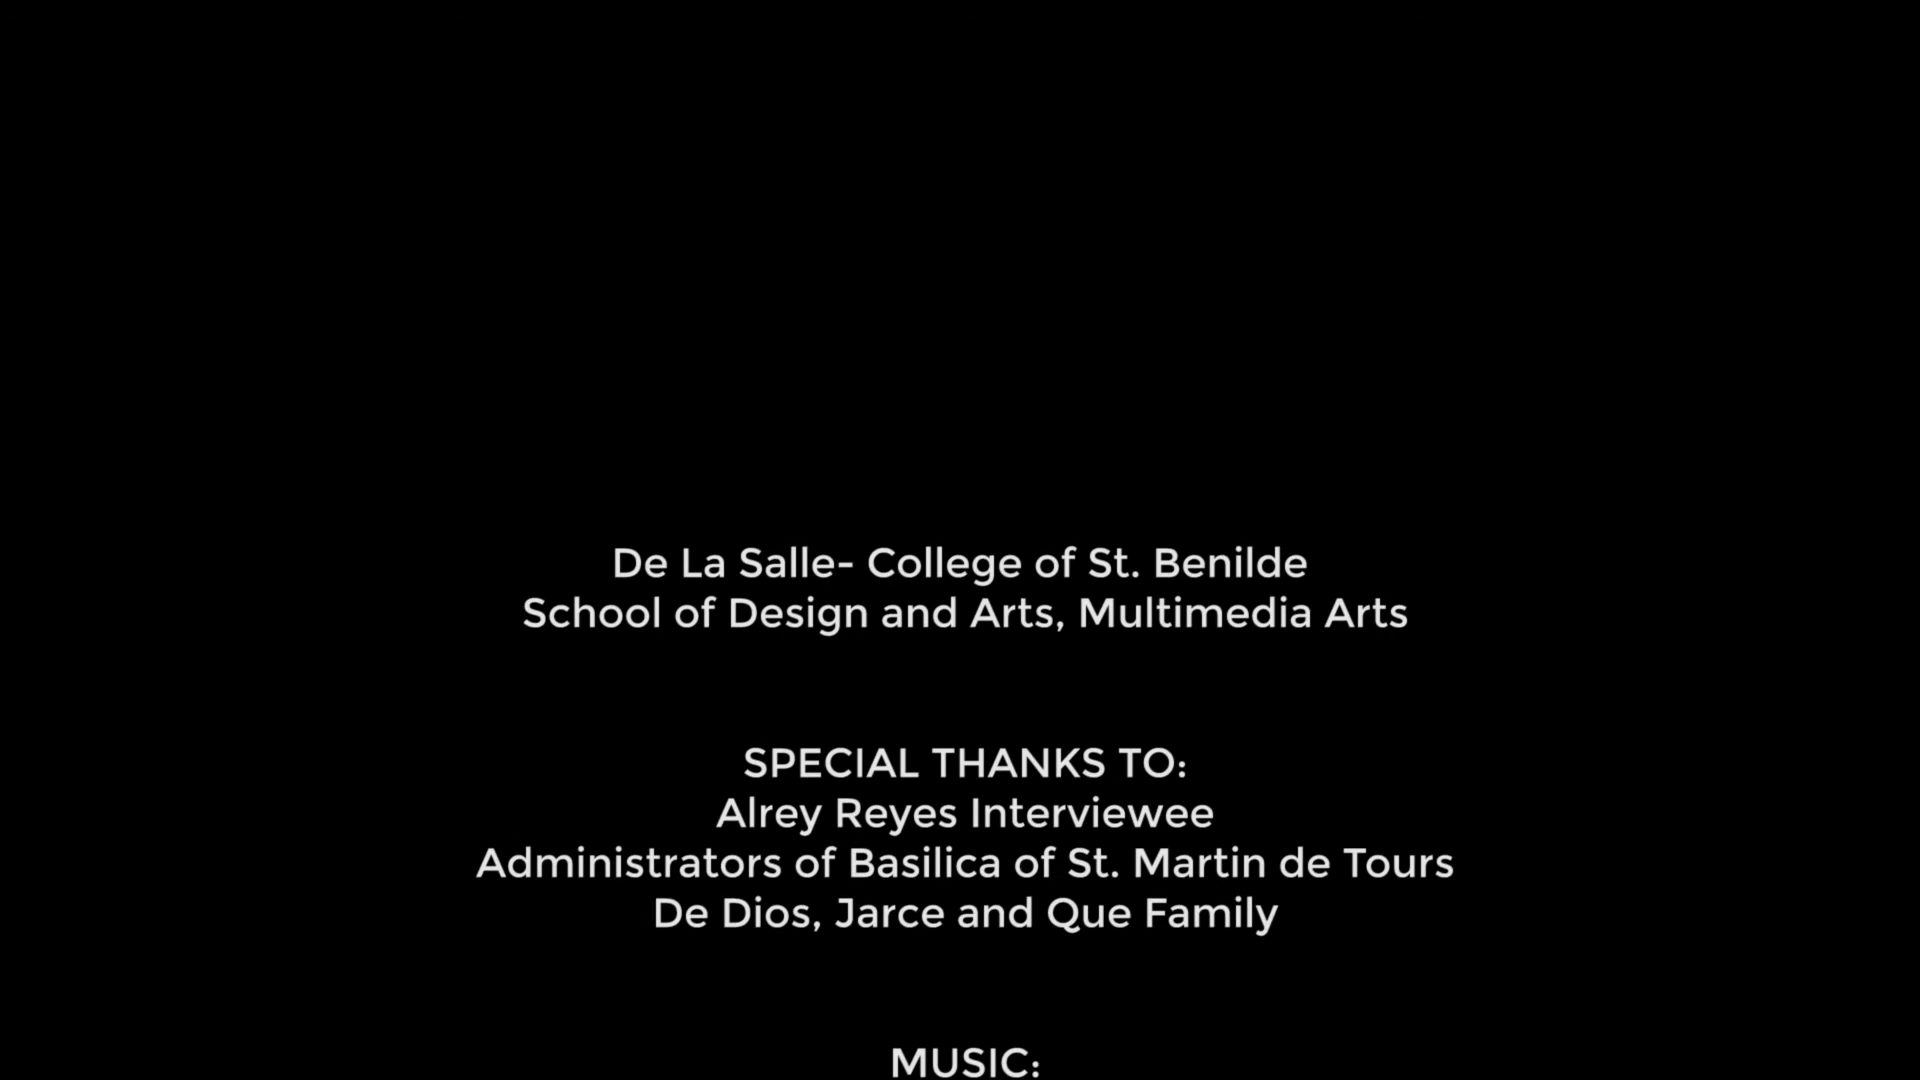 De La Salle- College of St. Benilde
School of Design and Arts, Multimedia Arts
SPECIAL THANKS TO:
Alrey Reyes Interviewee
Administrators of Basilica of St. Martin de Tours
De Dios, Jarce and Que Family
MUSIC: